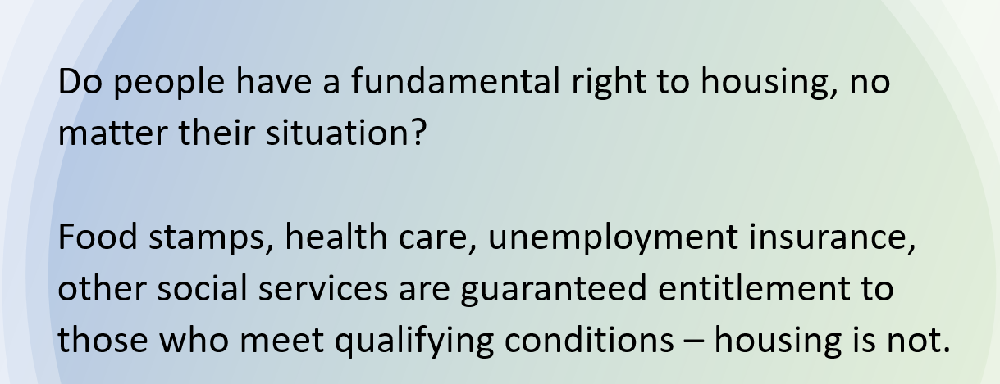 Do people have a fundamental right to housing, no
matter their situation?
Food stamps, health care, unemployment insurance,
other social services are guaranteed entitlement to
those who meet qualifying conditions – housing is not.